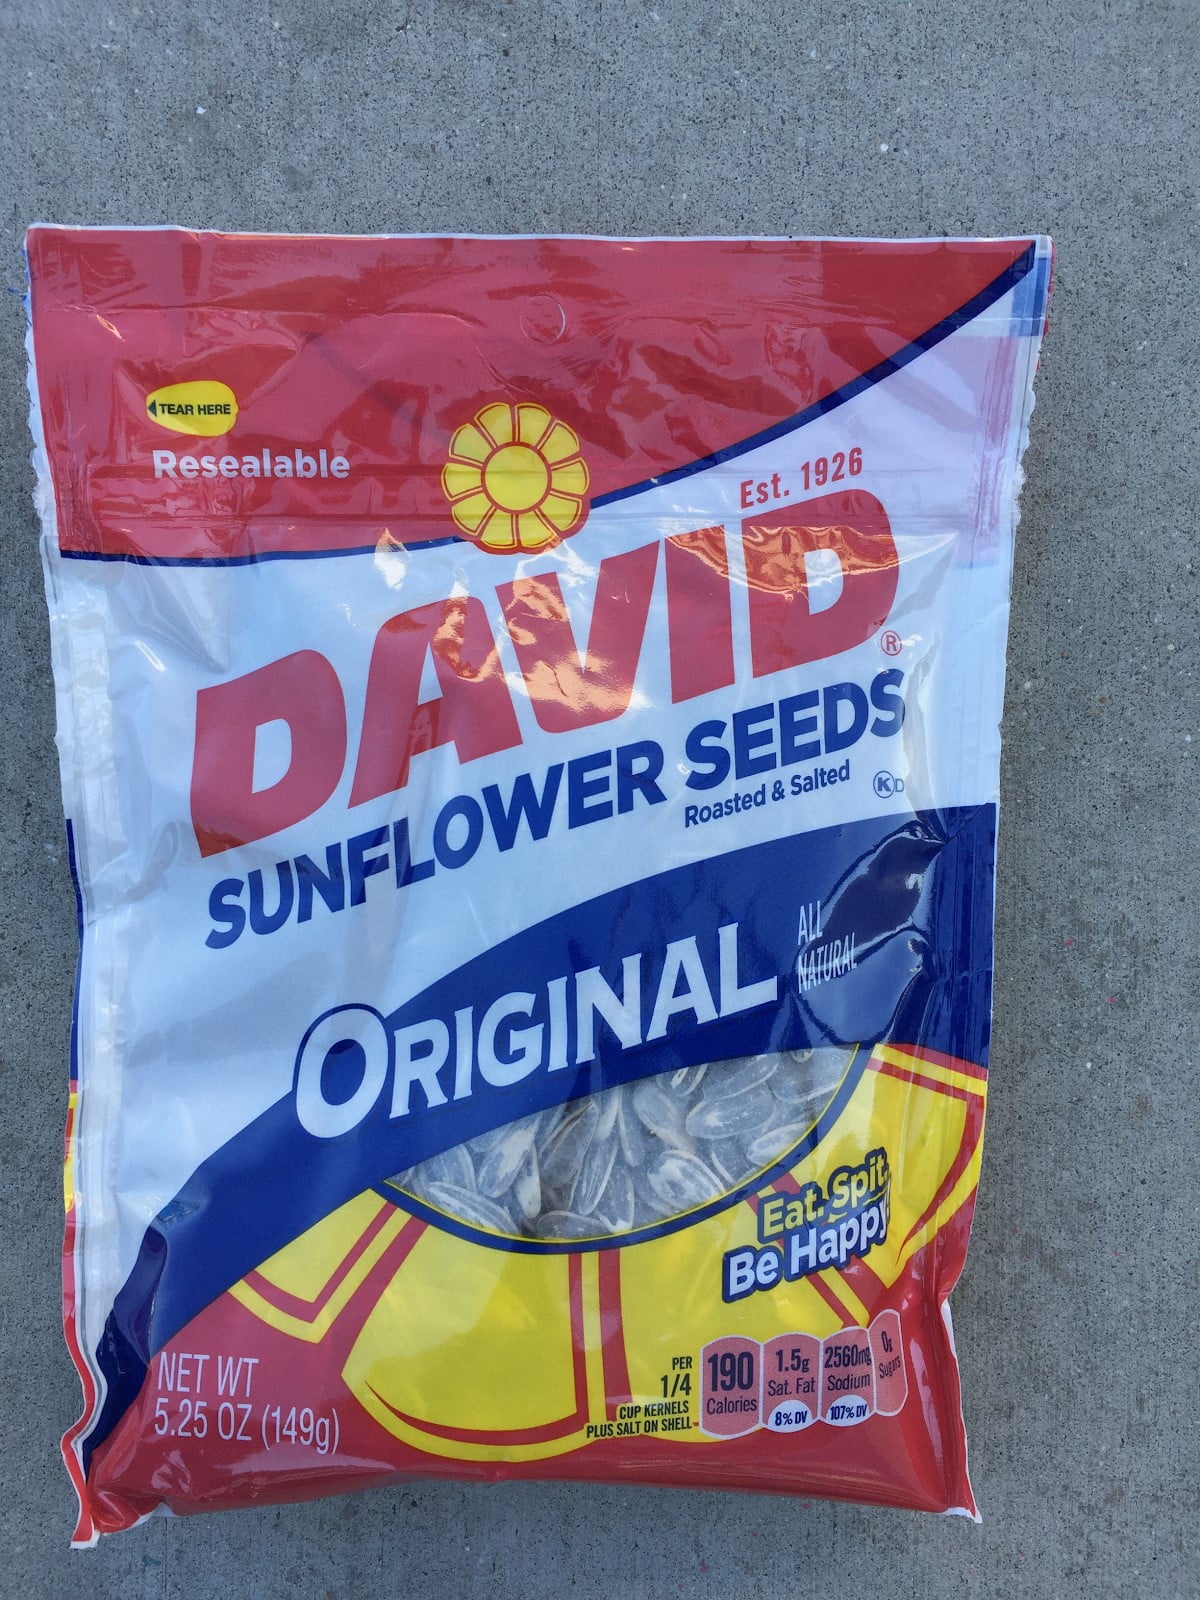 TEAR HERE
Resealable
Est. 1926
DAVID®
SUNFLOWER SEEDS
Roasted & Salted
K D
ORIGINAL
ALL
NATURAL
Eat. Spit.
Be Happy!
NET WT
5.25 OZ (149g)
PER
1/4
CUP KERNELS
PLUS SALT ON SHELL
190
Calories
1.5g
Sat. Fat
8% DV
2560mg
Sodium
107% DV
0g
Sugars